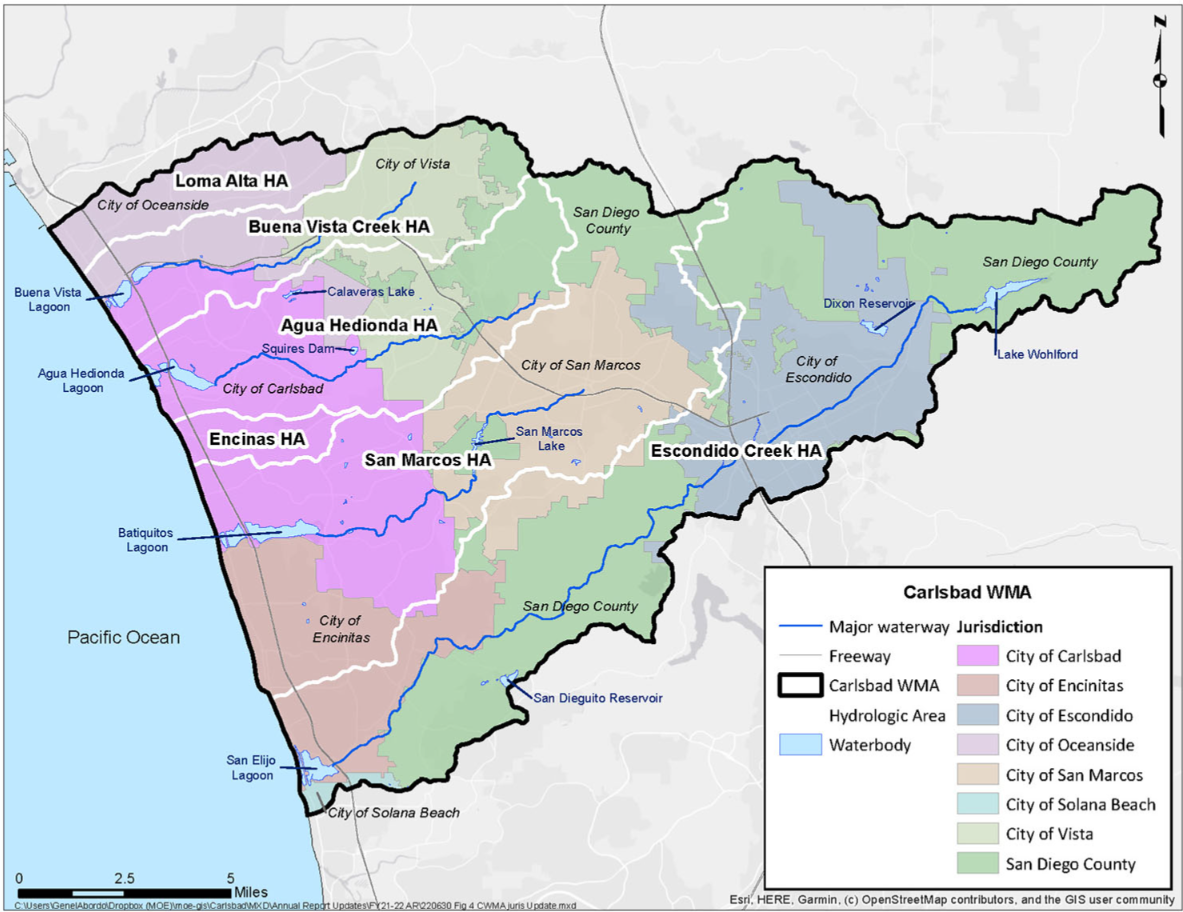 N
City of Vista
Loma Alta HA
City of Oceanside
San Diego
County
Buena Vista Creek HA
San Diego County
Buena Vista
Lagoon
Calaveras Lake
Dixon Reservoir
Agua Hedionda HA
Squires Dam
Lake Wohlford
City of San Marcos
City of
Escondido
Agua Hedionda
Lagoon
City of Carlsbad
Encinas HA
San Marcos
Lake
San Marcos HA
Escondido Creek HA
Batiquitos
Lagoon
San Diego County
City of
Encinitas
Pacific Ocean
San Dieguito Reservoir
San Elijo
Lagoon
City of Solana Beach
Carlsbad WMA
Major waterway
Freeway
Carlsbad WMA
Hydrologic Area
Waterbody
Jurisdiction
City of Carlsbad
City of Encinitas
City of Escondido
City of Oceanside
City of San Marcos
City of Solana Beach
City of Vista
San Diego County
0 2.5 5
Miles
C:\Users\GenelAbordo\Dropbox (MOE)\moe-gis\Carlsbad\MXD\Annual Report Updates\FY21-22 AR\220630 Fig 4 CWMA juris Update.mxd
Esri, HERE, Garmin, (c) OpenStreetMap contributors, and the GIS user community